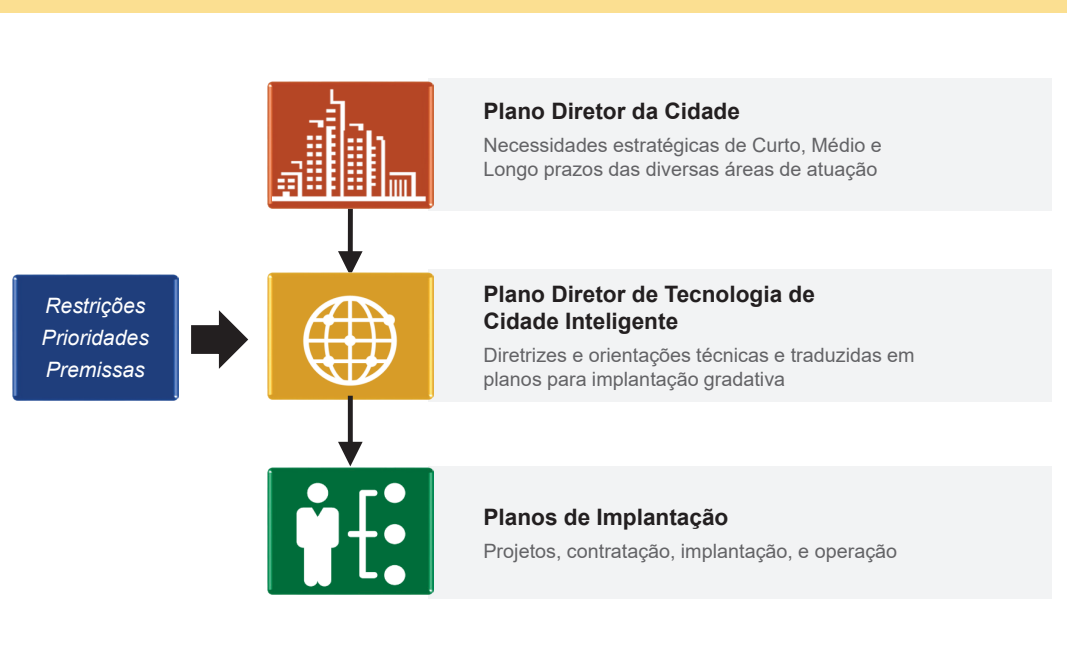 Plano Diretor da Cidade
Necessidades estratégicas de Curto, Médio e
Longo prazos das diversas áreas de atuação
Restrições
Prioridades
Premissas
Plano Diretor de Tecnologia de
Cidade Inteligente
Diretrizes e orientações técnicas e traduzidas em
planos para implantação gradativa
Planos de Implantação
Projetos, contratação, implantação, e operação